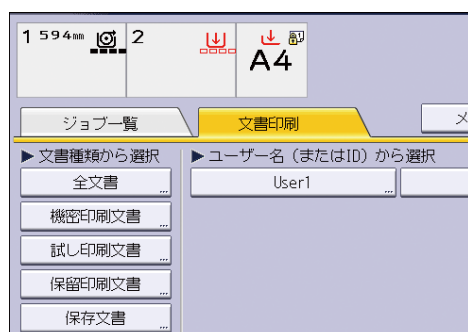 1 594mm 2
A4
ジョブ一覧 文書印刷
▶文書種類から選択 ▶ユーザー名（またはID）から選択
全文書 User1
機密印刷文書
試し印刷文書
保留印刷文書
保存文書